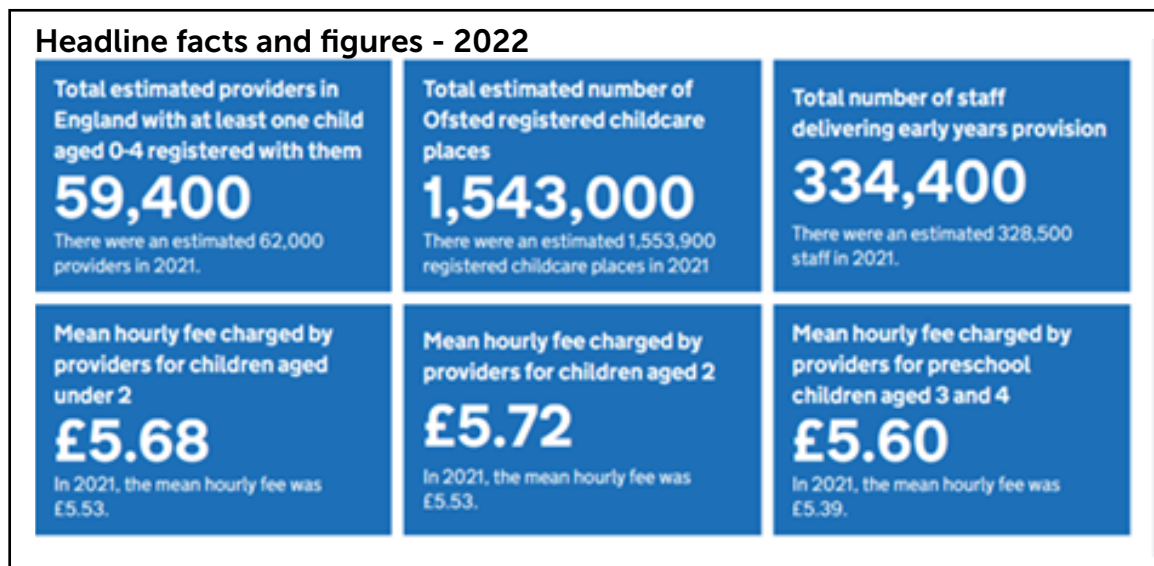 Headline facts and figures - 2022
Total estimated providers in
England with at least one child
aged 0-4 registered with them
59,400
There were an estimated 62,000
providers in 2021.
Total estimated number of
Ofsted registered childcare
places
1,543,000
There were an estimated 1,553,900
registered childcare places in 2021
Total number of staff
delivering early years provision
334,400
There were an estimated 328,500
staff in 2021.
Mean hourly fee charged by
providers for children aged
under 2
£5.68
In 2021, the mean hourly fee was
£5.53.
Mean hourly fee charged by
providers for children aged 2
£5.72
In 2021, the mean hourly fee was
£5.53.
Mean hourly fee charged by
providers for preschool
children aged 3 and 4
£5.60
In 2021, the mean hourly fee was
£5.39.